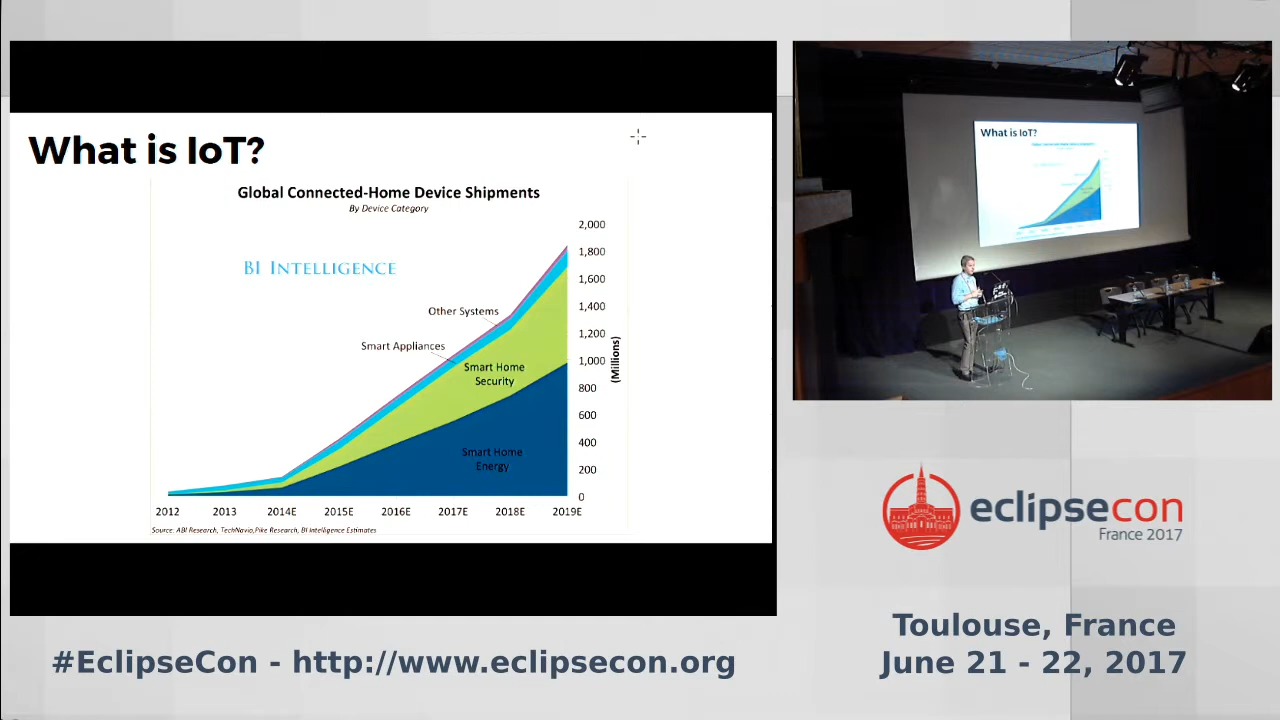 What is IoT?
Global Connected-Home Device Shipments
By Device Category
BI INTELLIGENCE
Other Systems
Smart Appliances
Smart Home
Security
Smart Home
Energy
2,000
1,800
1,600
1,400
1,200
1,000
800
600
400
200
0
(Millions)
2012 2013 2014E 2015E 2016E 2017E 2018E 2019E
Source: ABI Research, TechNavio,Pike Research, BI Intelligence Estimates
What is IoT?
eclipsecon
France 2017
Toulouse, France
June 21 - 22, 2017
#EclipseCon - http://www.eclipsecon.org